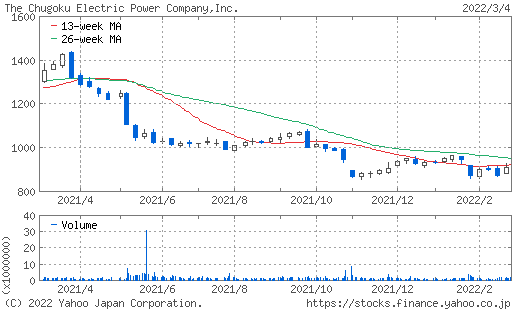 The Chugoku Electric Power Company,Inc. 2022/3/4
1600
13-week MA
26-week MA
1400
1200
1000
800
2021/4 2021/6 2021/8 2021/10 2021/12 2022/2
40
Volume
30
20
10
0
(x1000000)
2021/4 2021/6 2021/8 2021/10 2021/12 2022/2
(C) 2022 Yahoo Japan Corporation. https://stocks.finance.yahoo.co.jp/